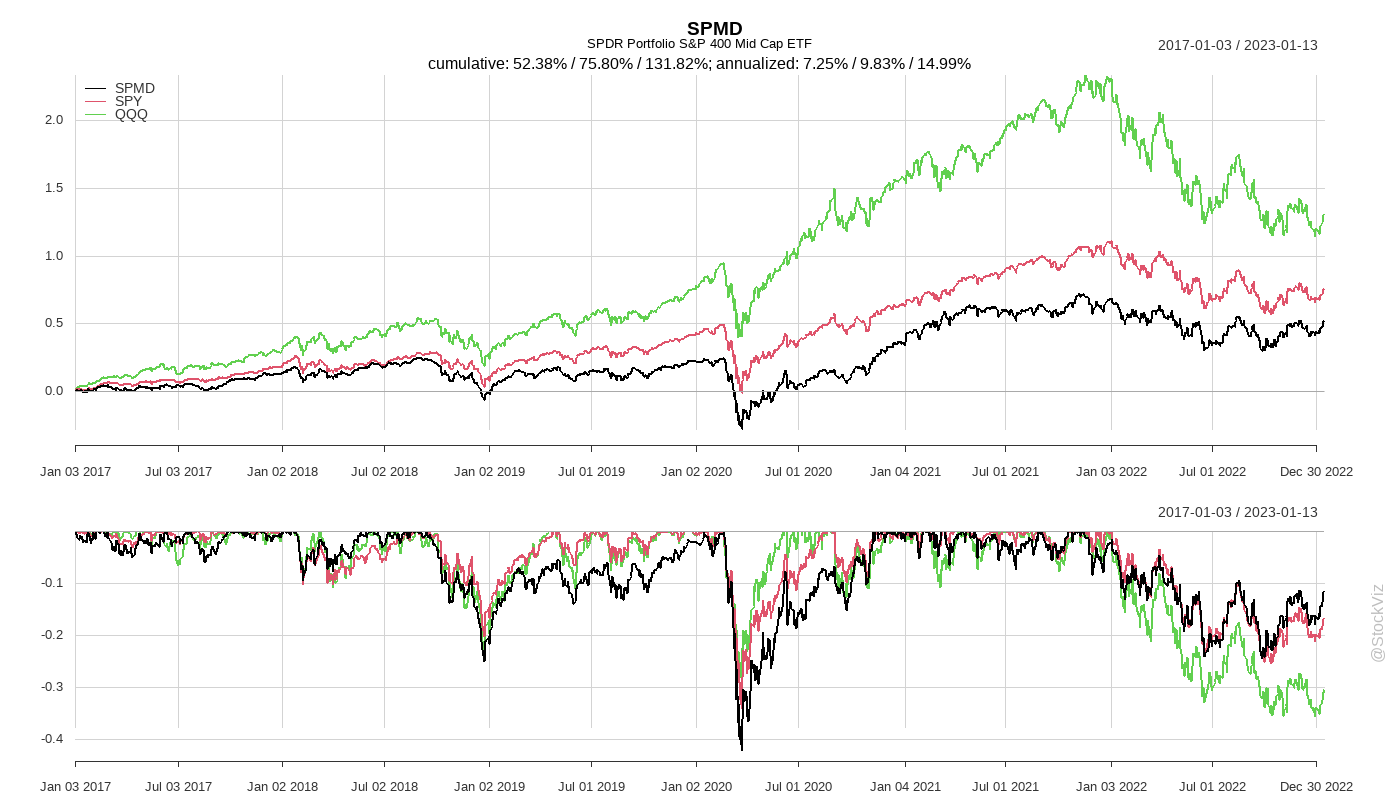 SPMD
SPDR Portfolio S&P 400 Mid Cap ETF
2017-01-03 / 2023-01-13
cumulative: 52.38% / 75.80% / 131.82%; annualized: 7.25% / 9.83% / 14.99%
SPMD
SPY
QQQ
2.0
1.5
1.0
0.5
0.0
Jan 03 2017 Jul 03 2017 Jan 02 2018 Jul 02 2018 Jan 02 2019 Jul 01 2019 Jan 02 2020 Jul 01 2020 Jan 04 2021 Jul 01 2021 Jan 03 2022 Jul 01 2022 Dec 30 2022
2017-01-03 / 2023-01-13
-0.1
-0.2
-0.3
-0.4
Jan 03 2017 Jul 03 2017 Jan 02 2018 Jul 02 2018 Jan 02 2019 Jul 01 2019 Jan 02 2020 Jul 01 2020 Jan 04 2021 Jul 01 2021 Jan 03 2022 Jul 01 2022 Dec 30 2022
@StockViz